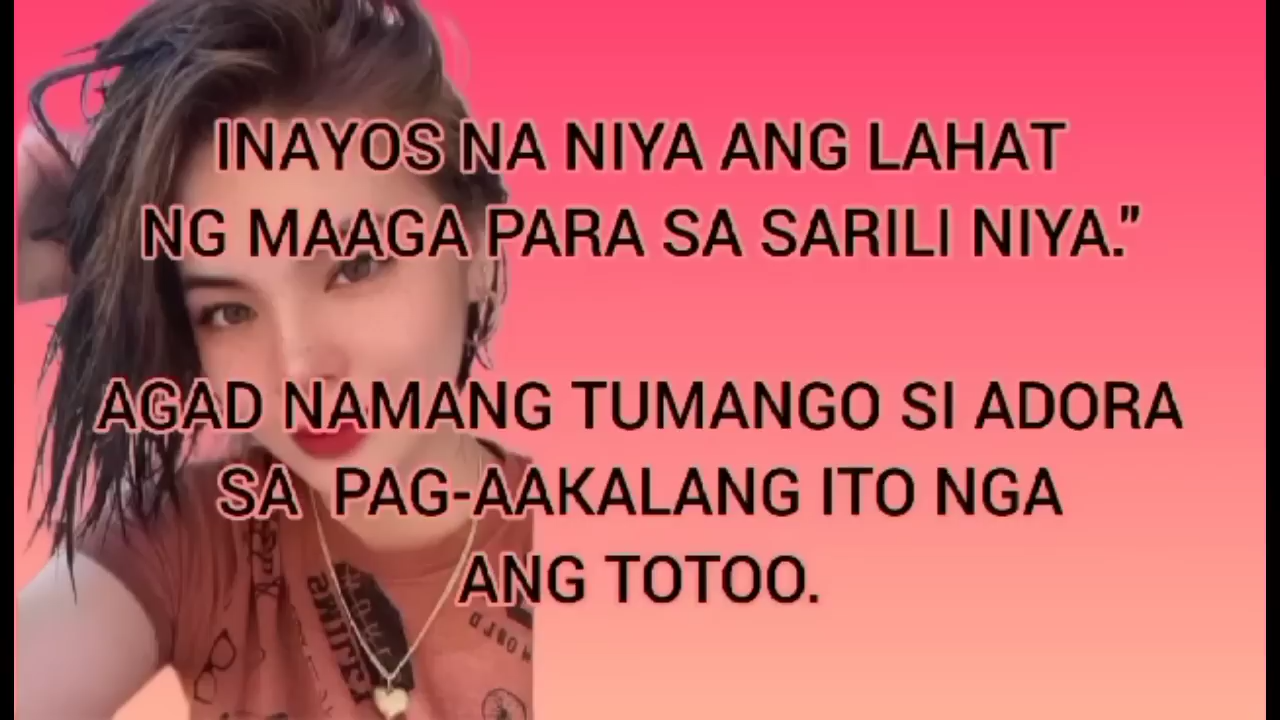 INAYOS NA NIYA ANG LAHAT
NG MAAGA PARA SA SARILI NIYA."
AGAD NAMANG TUMANGO SI ADORA
SA PAG-AAKALANG ITO NGA
ANG TOTOO.